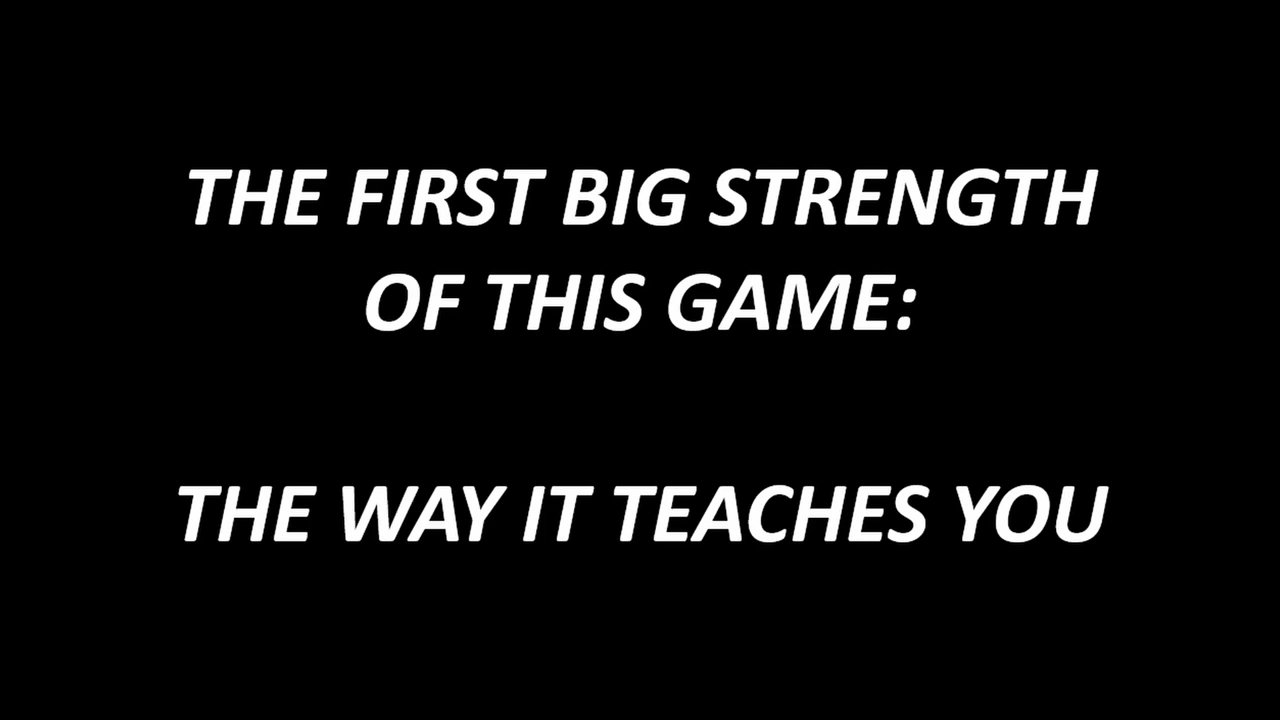 THE FIRST BIG STRENGTH
OF THIS GAME:
THE WAY IT TEACHES YOU